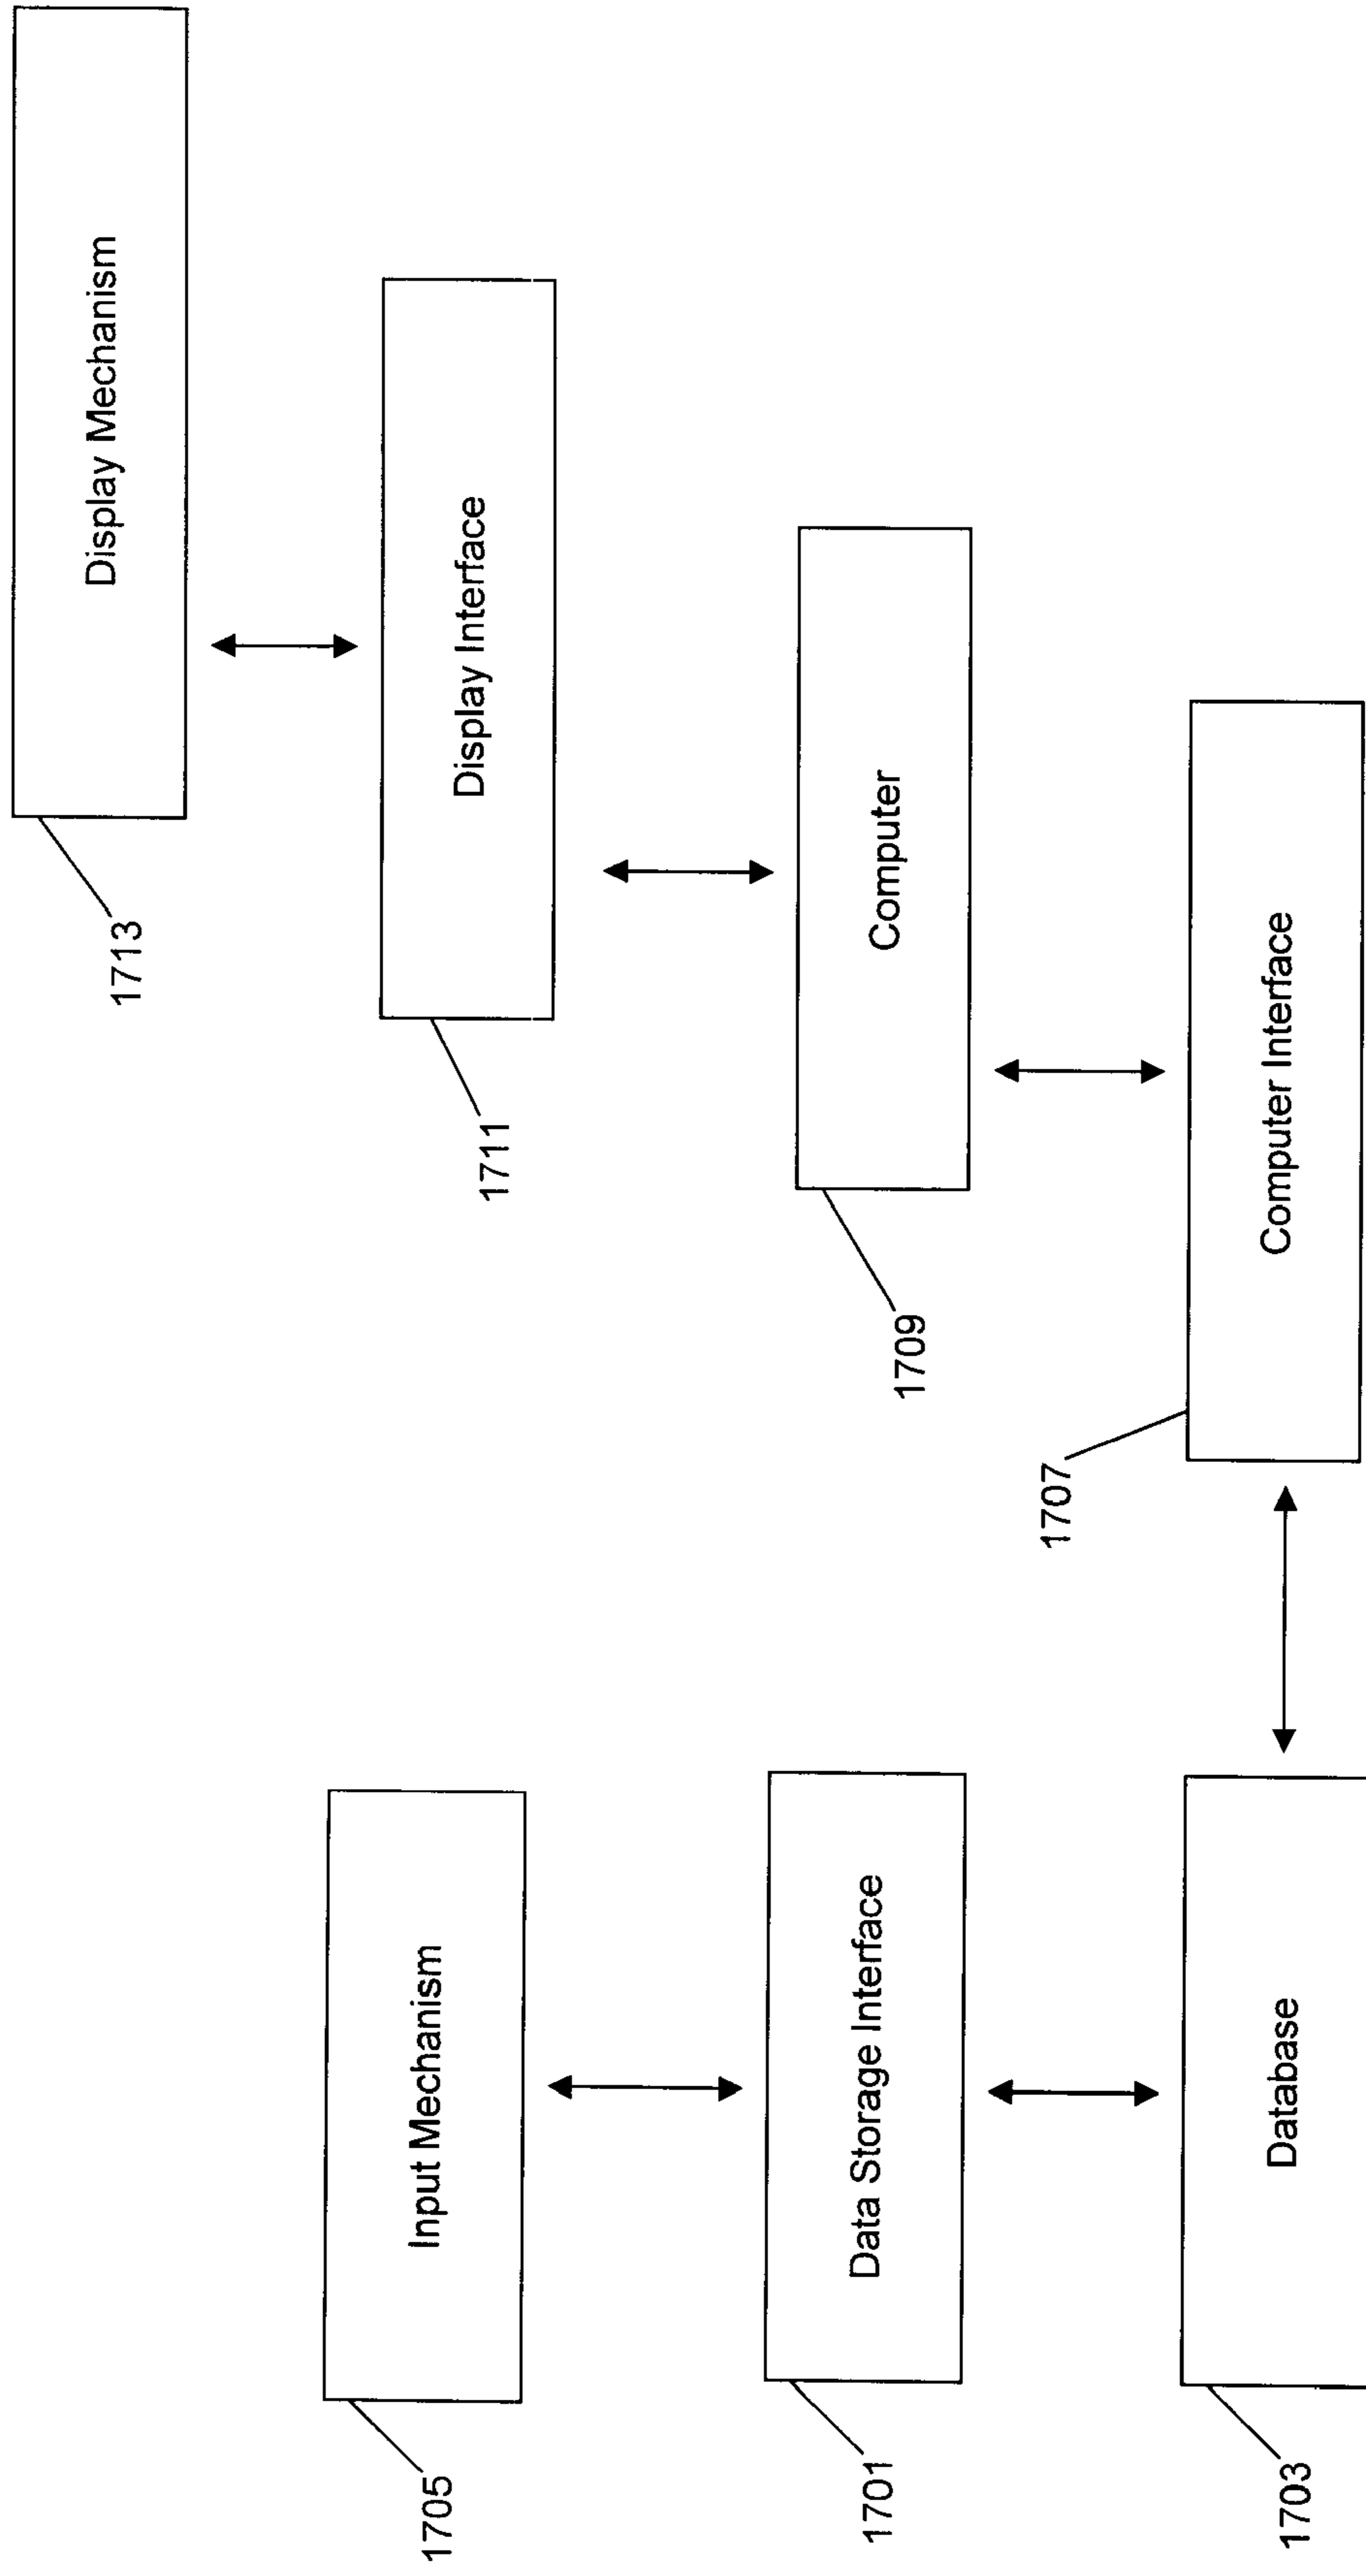 Input Mechanism
1705
Data Storage Interface
1701
Database
1703
Computer Interface
1707
Computer
1709
Display Interface
1711
Display Mechanism
1713